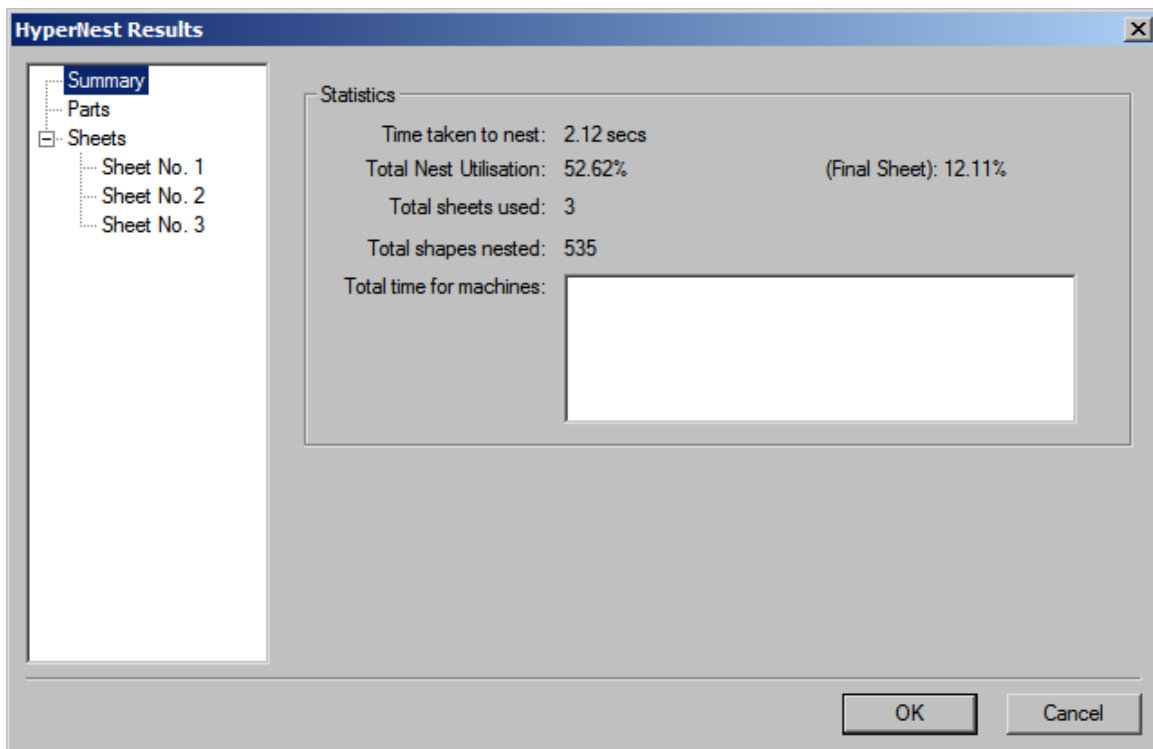 HyperNest Results
Summary
Parts
Sheets
Sheet No. 1
Sheet No. 2
Sheet No. 3
Statistics
Time taken to nest: 2.12 secs
Total Nest Utilisation: 52.62% (Final Sheet): 12.11%
Total sheets used: 3
Total shapes nested: 535
Total time for machines:
OK Cancel